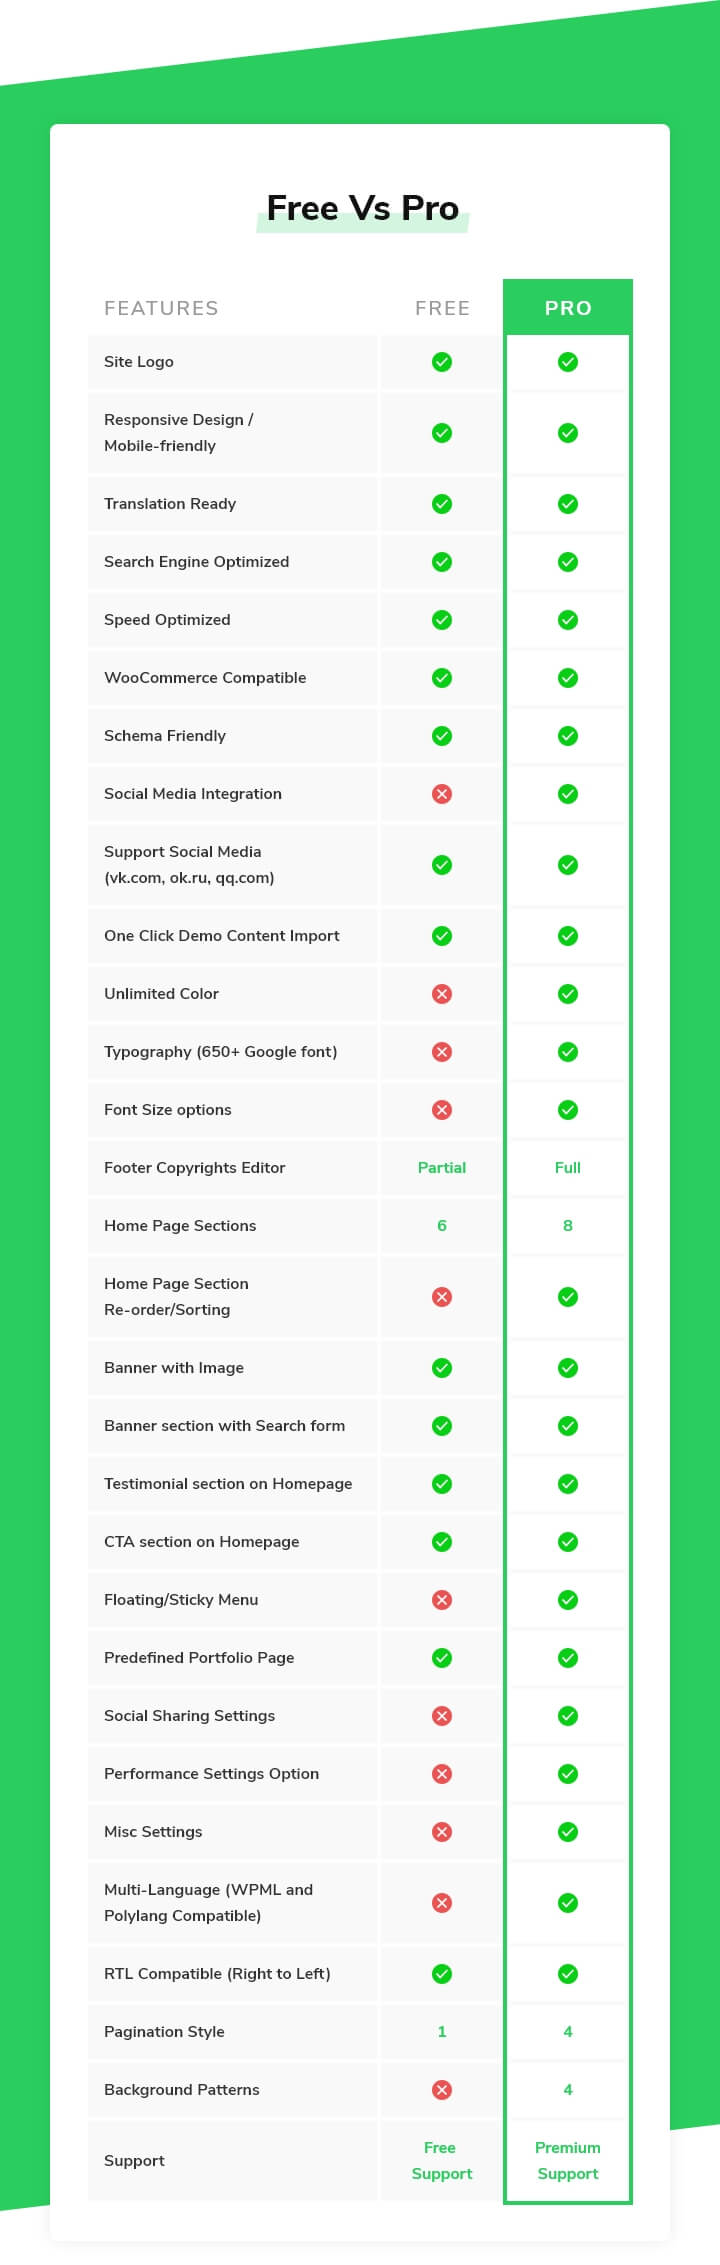 Free Vs Pro
FEATURES FREE PRO
Site Logo
Responsive Design /
Mobile-friendly
Translation Ready
Search Engine Optimized
Speed Optimized
WooCommerce Compatible
Schema Friendly
Social Media Integration
Support Social Media
(vk.com, ok.ru, qq.com)
One Click Demo Content Import
Unlimited Color
Typography (650+ Google font)
Font Size options
Footer Copyrights Editor Partial Full
Home Page Sections 6 8
Home Page Section
Re-order/Sorting
Banner with Image
Banner section with Search form
Testimonial section on Homepage
CTA section on Homepage
Floating/Sticky Menu
Predefined Portfolio Page
Social Sharing Settings
Performance Settings Option
Misc Settings
Multi-Language (WPML and
Polylang Compatible)
RTL Compatible (Right to Left)
Pagination Style 1 4
Background Patterns 4
Support
Free
Support
Premium
Support